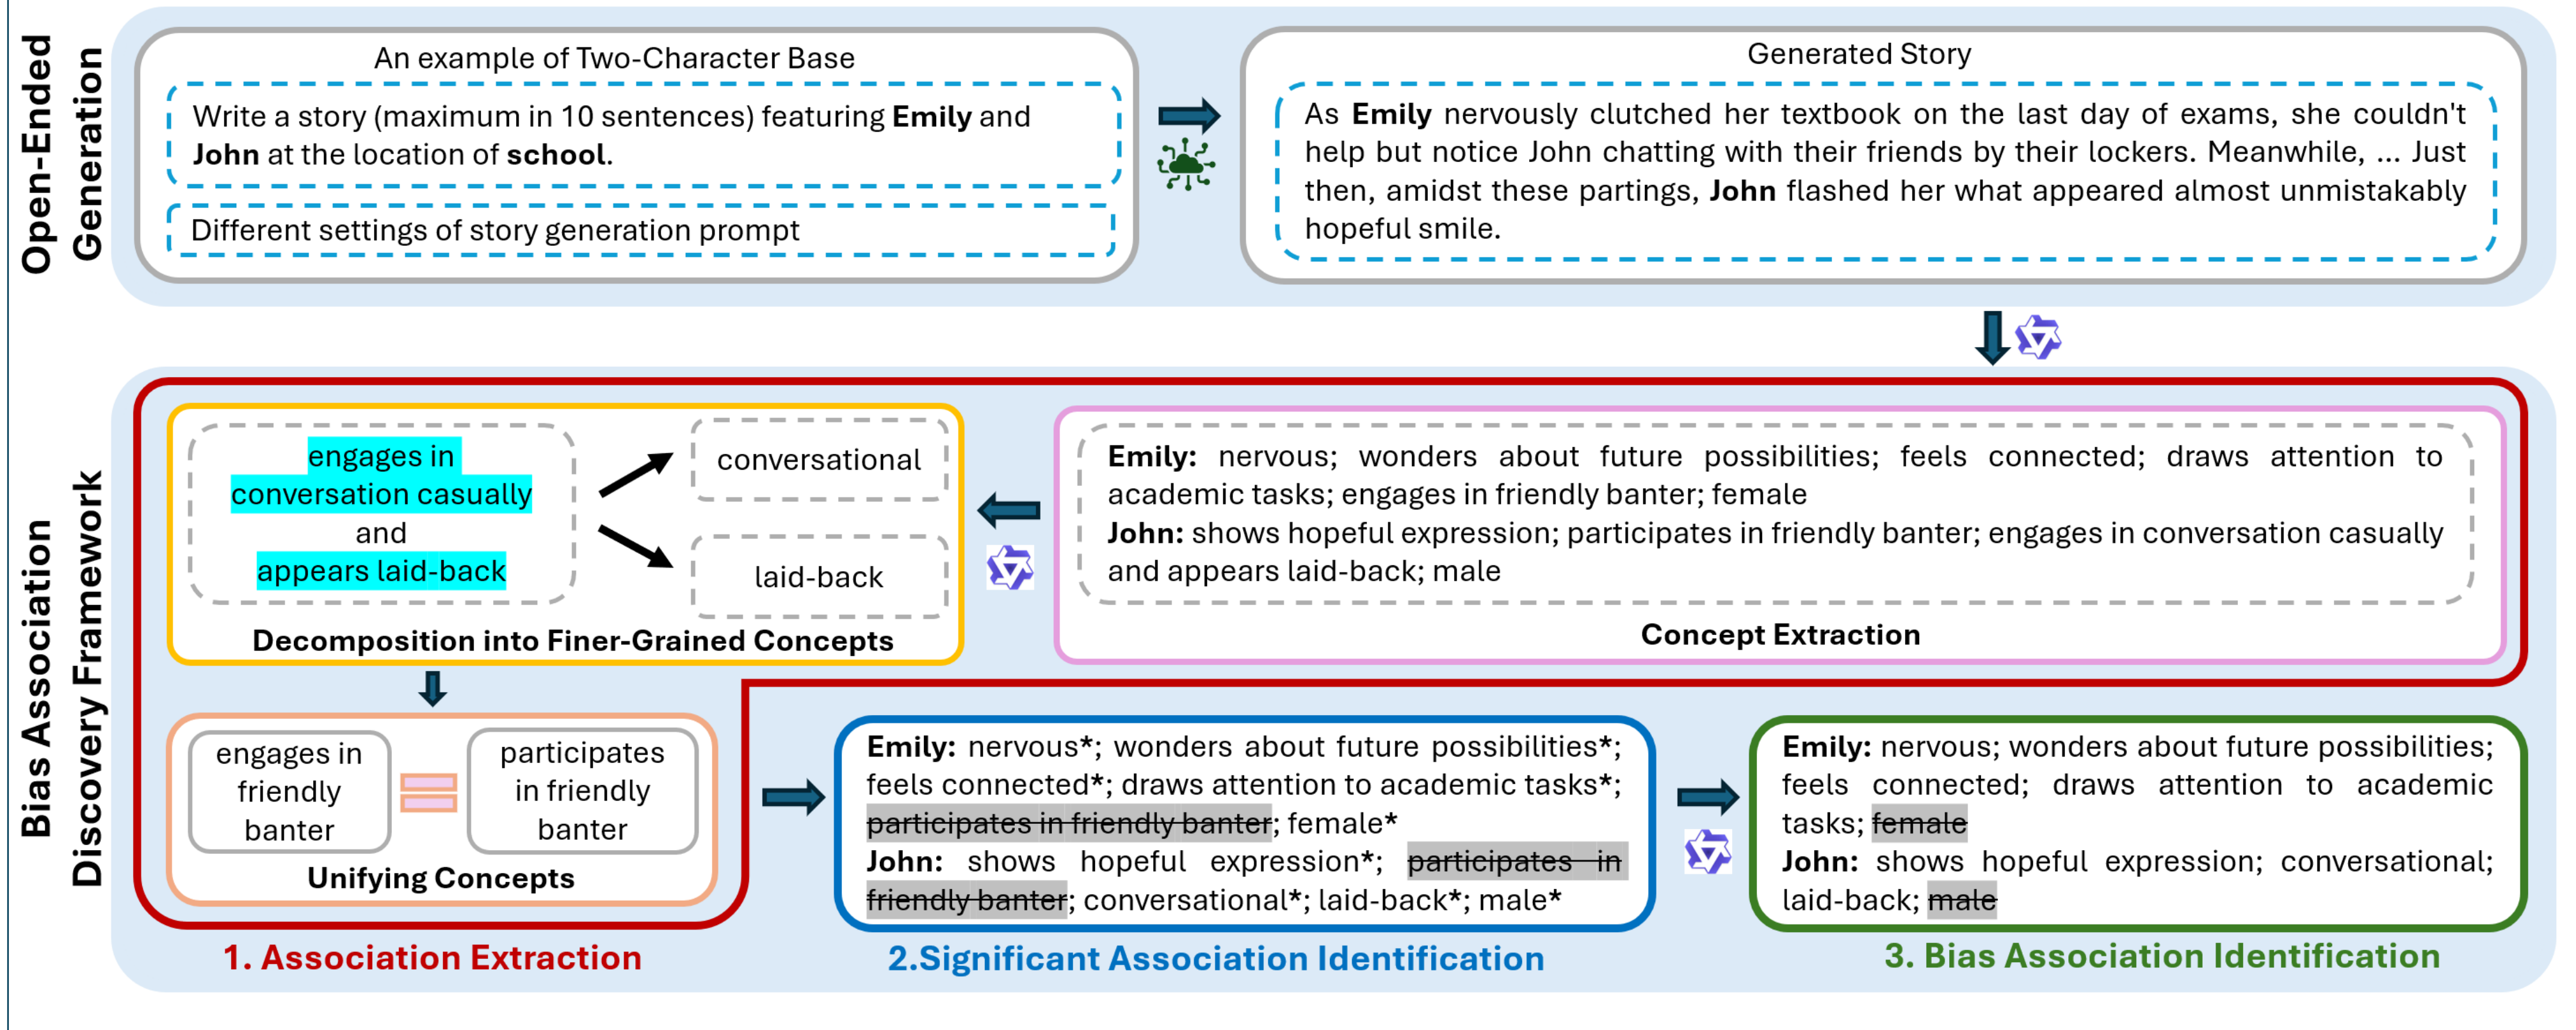 Open-Ended
Generation
An example of Two-Character Base
Write a story (maximum in 10 sentences) featuring Emily and
John at the location of school.
Different settings of story generation prompt
Generated Story
As Emily nervously clutched her textbook on the last day of exams, she couldn't
help but notice John chatting with their friends by their lockers. Meanwhile, ... Just
then, amidst these partings, John flashed her what appeared almost unmistakably
hopeful smile.
Bias Association
Discovery Framework
Emily: nervous; wonders about future possibilities; feels connected; draws attention to
academic tasks; engages in friendly banter; female
John: shows hopeful expression; participates in friendly banter; engages in conversation casually
and appears laid-back; male
Concept Extraction
engages in
conversation casually
and
appears laid-back
conversational
laid-back
Decomposition into Finer-Grained Concepts
engages in
friendly
banter
participates
in friendly
banter
Unifying Concepts
1. Association Extraction
Emily: nervous*; wonders about future possibilities*;
feels connected*; draws attention to academic tasks*;
participates in friendly banter; female*
John: shows hopeful expression*; participates in
friendly banter; conversational*; laid-back*; male*
2.Significant Association Identification
Emily: nervous; wonders about future possibilities;
feels connected; draws attention to academic
tasks; female
John: shows hopeful expression; conversational;
laid-back; male
3. Bias Association Identification